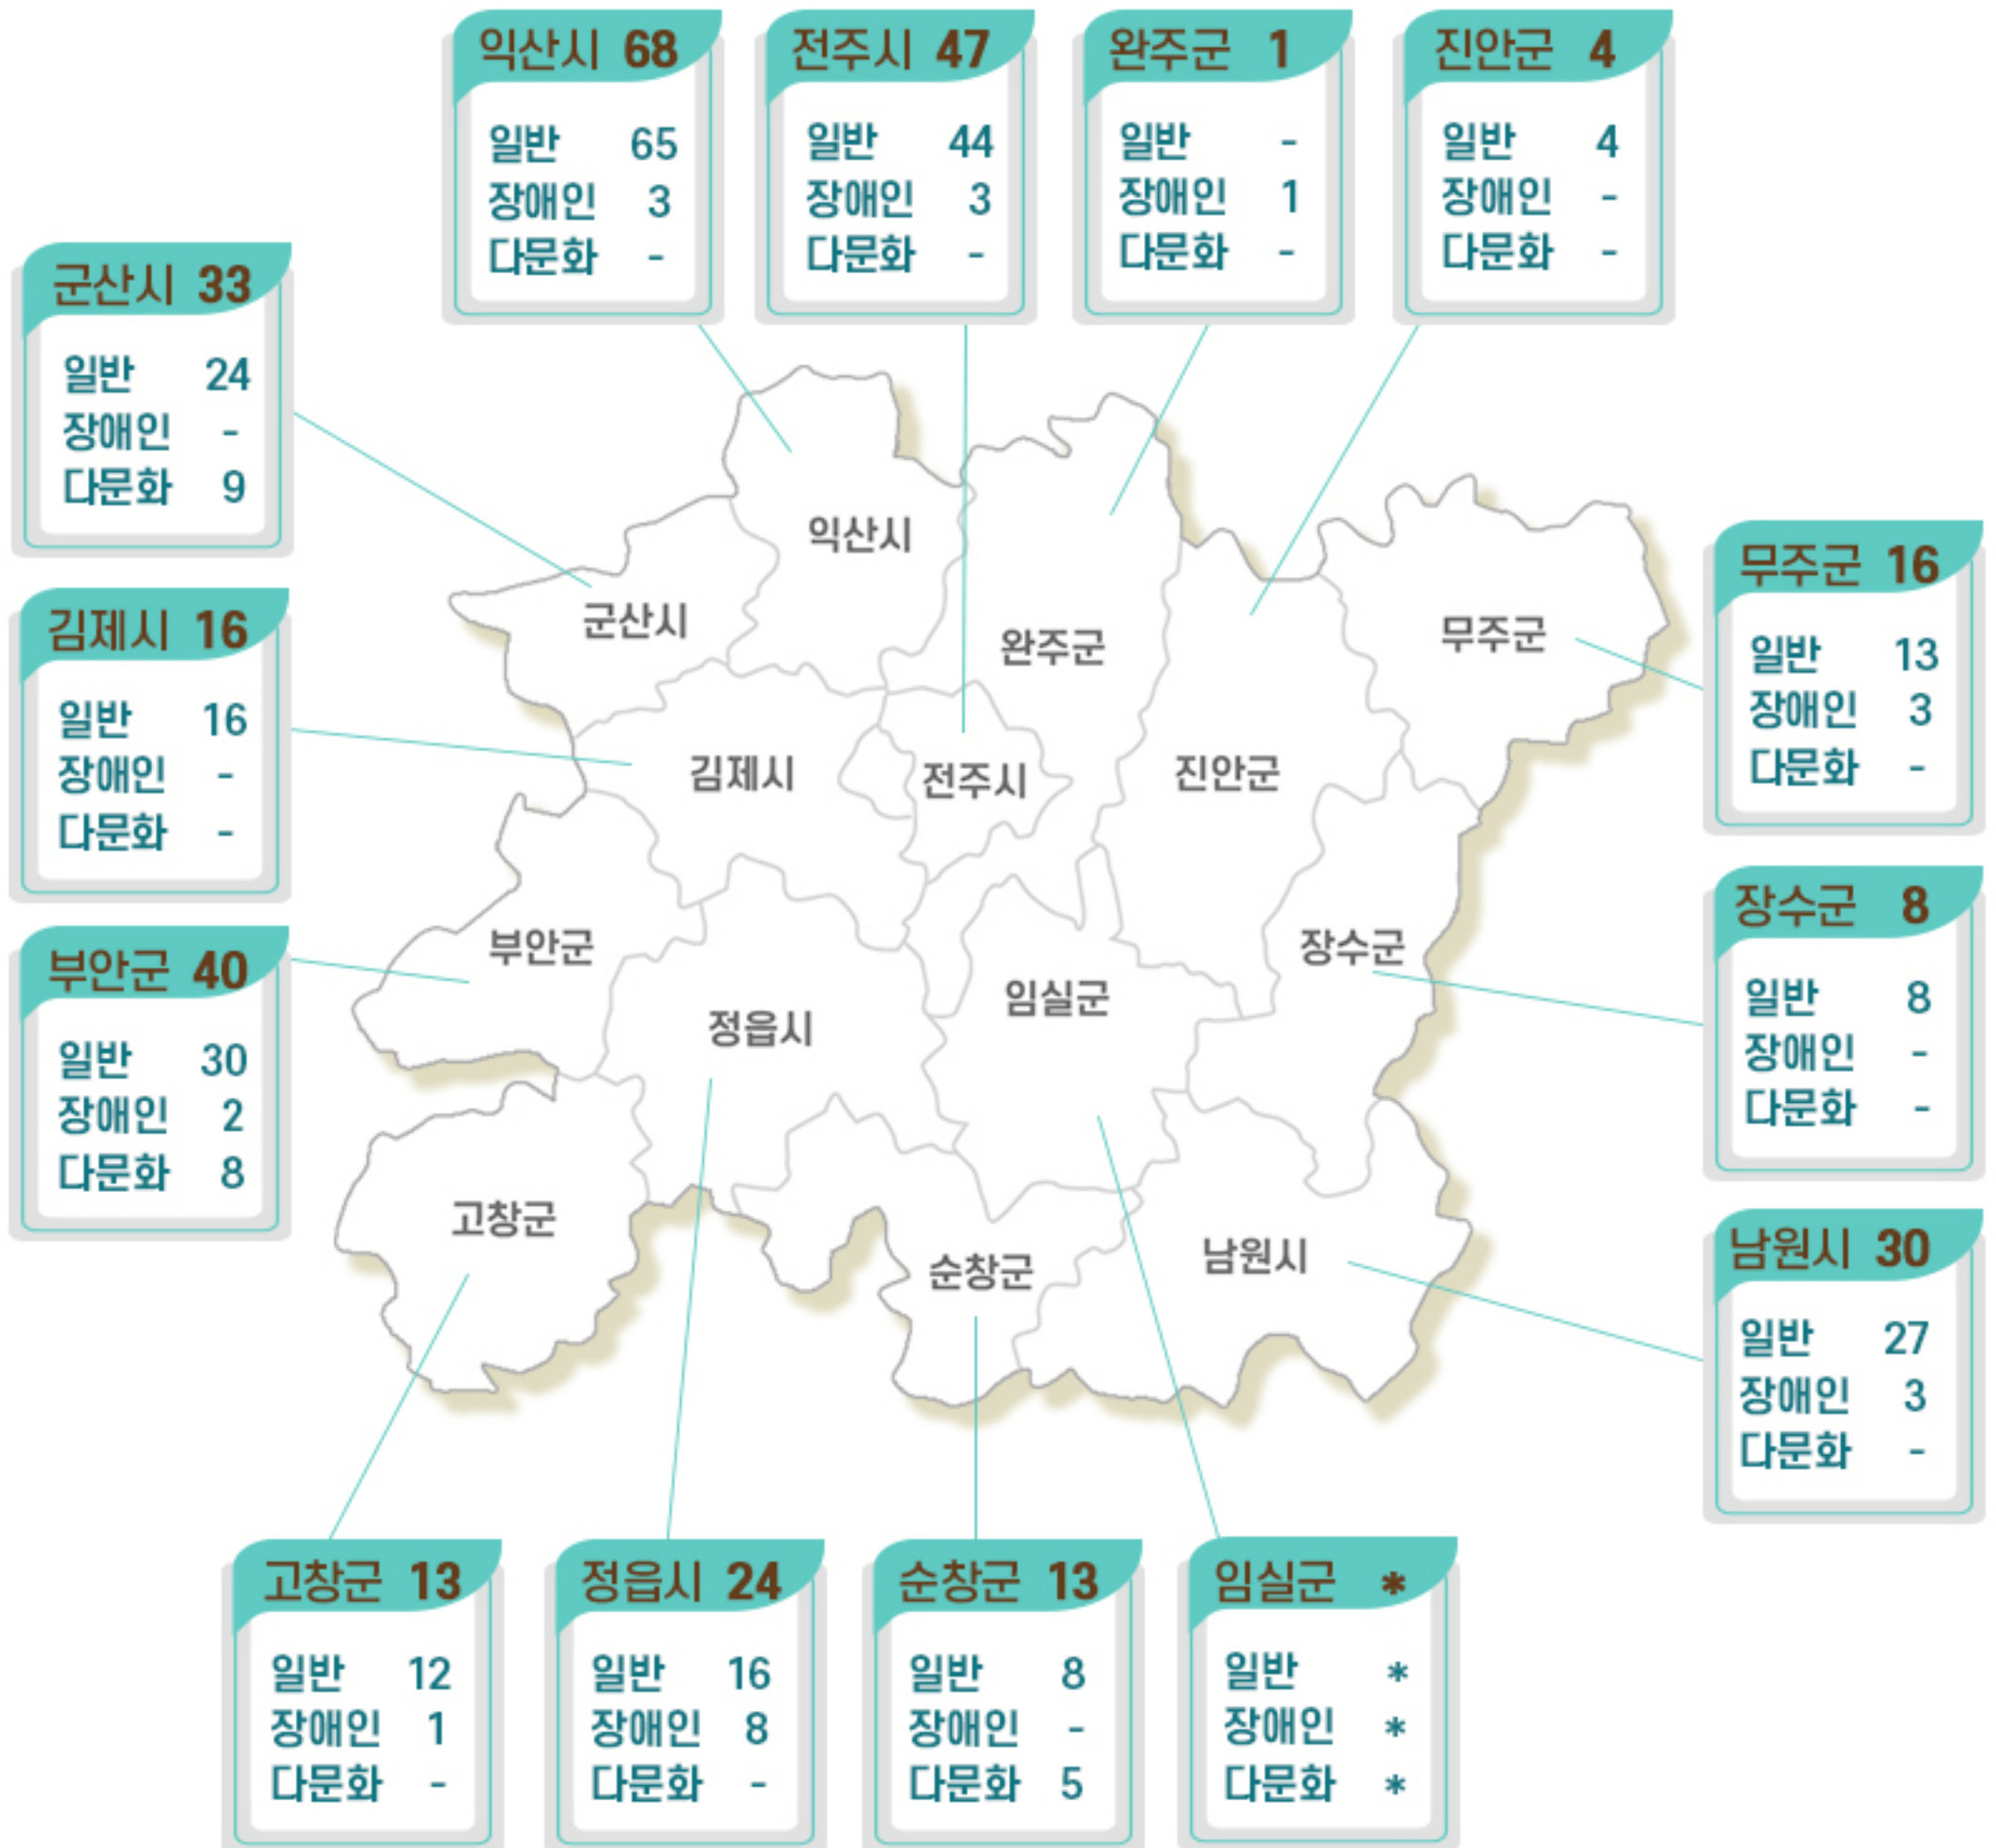 익산시 68
일반 65
장애인 3
다문화 -
전주시 47
일반 44
장애인 3
다문화 -
완주군 1
일반 -
장애인 1
다문화 -
진안군 4
일반 4
장애인 -
다문화 -
군산시 33
일반 24
장애인 -
다문화 9
김제시 16
일반 16
장애인 -
다문화 -
부안군 40
일반 30
장애인 2
다문화 8
무주군 16
일반 13
장애인 3
다문화 -
장수군 8
일반 8
장애인 -
다문화 -
남원시 30
일반 27
장애인 3
다문화 -
익산시
군산시
완주군
무주군
김제시
전주시
진안군
부안군
장수군
임실군
정읍시
고창군
순창군
남원시
고창군 13
일반 12
장애인 1
다문화 -
정읍시 24
일반 16
장애인 8
다문화 -
순창군 13
일반 8
장애인 -
다문화 5
임실군 *
일반 *
장애인 *
다문화 *